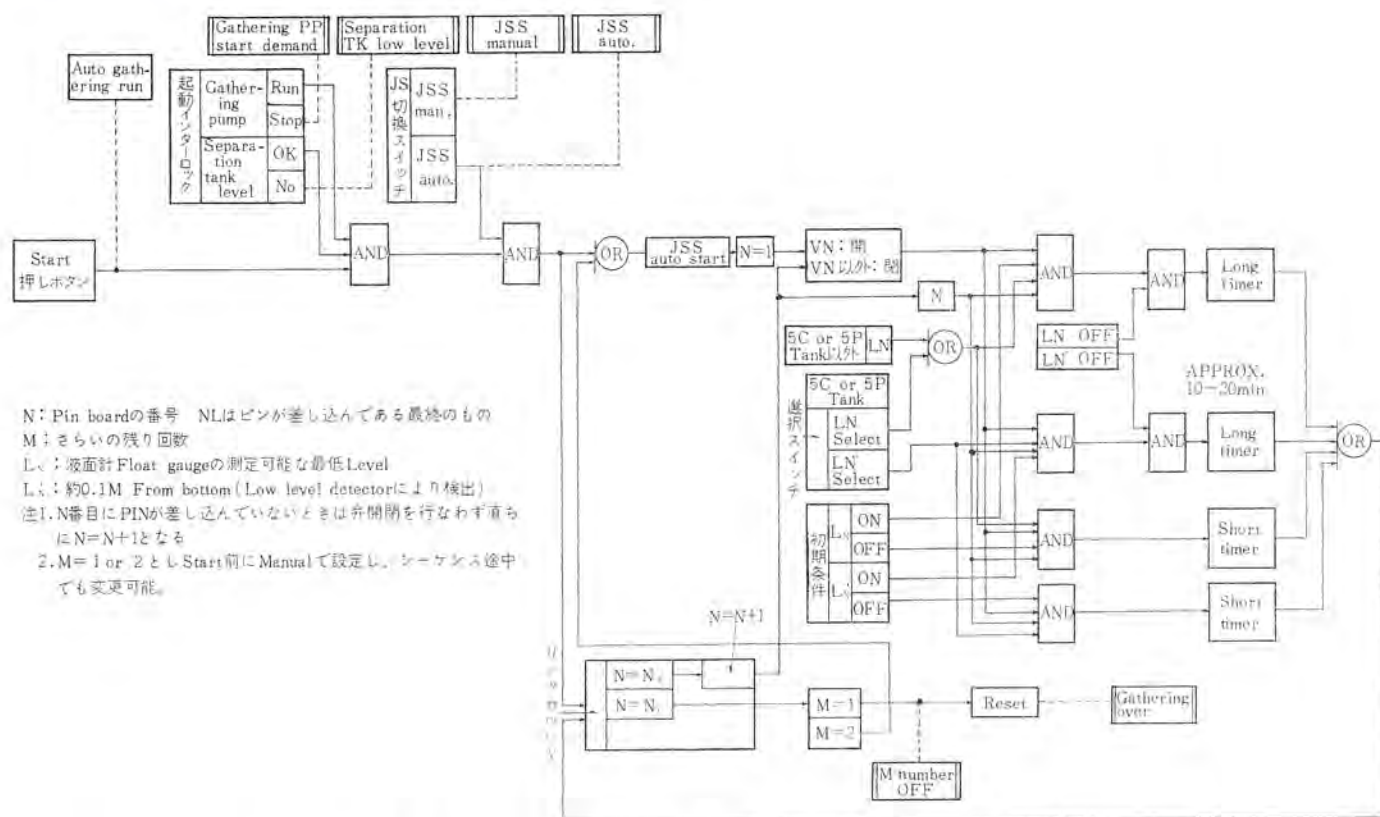 Gathering PP
start demand
Separation
TK low level
JSS
manual
JSS
auto.
Auto gath-
ering run
起動インターロック
Gather-
ing
pump
Run
Stop
Separa-
tion
tank
level
OK
No
JS切換スイッチ
JSS
man.
JSS
auto.
Start
押しボタン
AND
AND
OR
JSS
auto start
N=1
VN:開
VN以外:閉
N
AND
AND
Long
timer
5C or 5P
Tank以外
LN
OR
LN OFF
LN' OFF
APPROX.
10~20min
選択スイッチ
5C or 5P
Tank
LN
Select
LN'
Select
AND
AND
Long
timer
OR
初期条件
LN
ON
OFF
L'N
ON
OFF
AND
Short
timer
AND
Short
timer
N:Pin boardの番号 NLはピンが差し込んである最終のもの
M:さらいの残り回数
液面計Float gaugeの測定可能な最低Level
約0.1M From bottom(Low level detectorにより検出)
注1.N番目にPINが差し込んでいないときは弁開閉を行なわず直ち
にN=N+1となる
2.M=1 or 2としStart前にManualで設定し、シーケンス途中
でも変更可能。
N=N+1
N=N
N=N
M=1
M=2
Reset
Gathering
over
M number
OFF